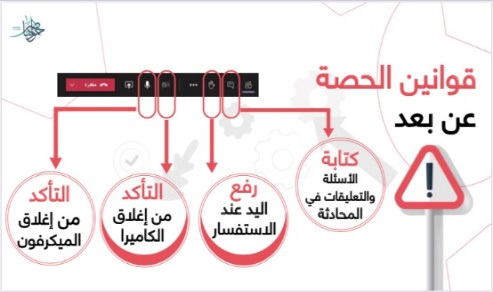 قوانين الحصة
عن بعد
مغادرة
كتابة
الأسئلة
والتعليقات في
المحادثة
رفع
اليد عند
الاستفسار
التأكد
من إغلاق
الكاميرا
التأكد
من إغلاق
الميكرفون